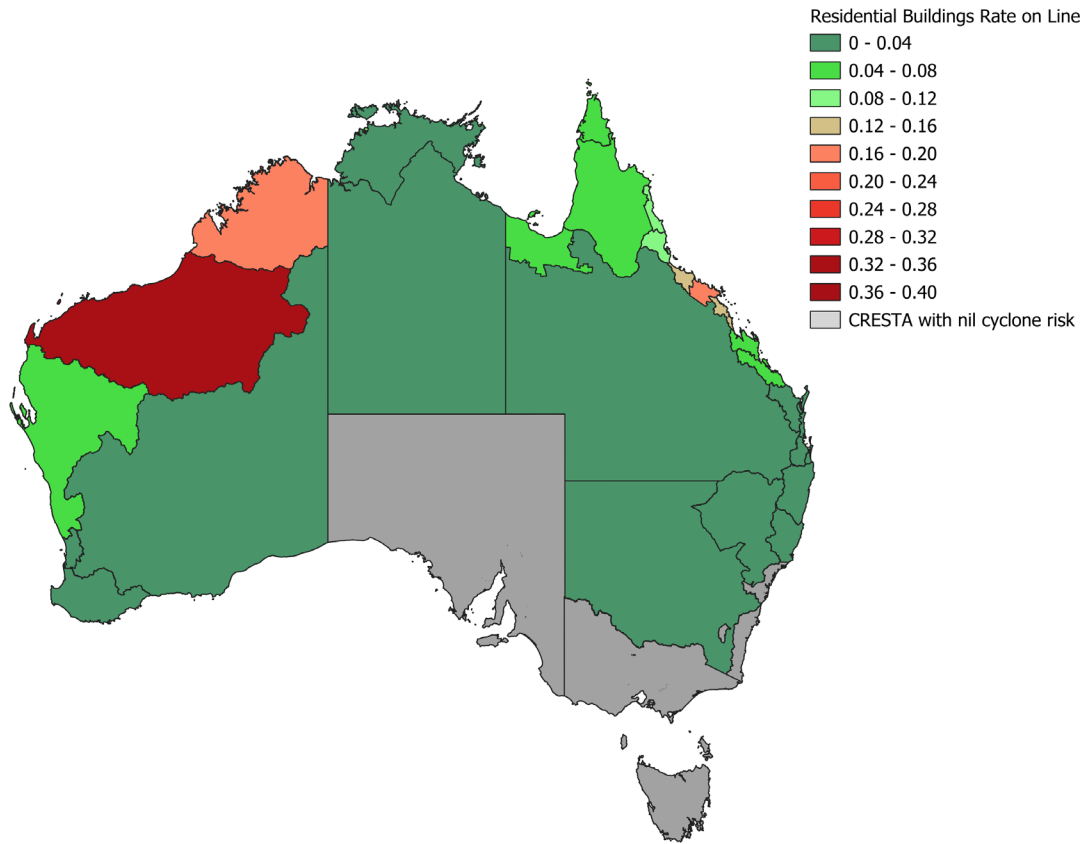 Residential Buildings Rate on Line
0 - 0.04
0.04 - 0.08
0.08 - 0.12
0.12 - 0.16
0.16 - 0.20
0.20 - 0.24
0.24 - 0.28
0.28 - 0.32
0.32 - 0.36
0.36 - 0.40
CRESTA with nil cyclone risk